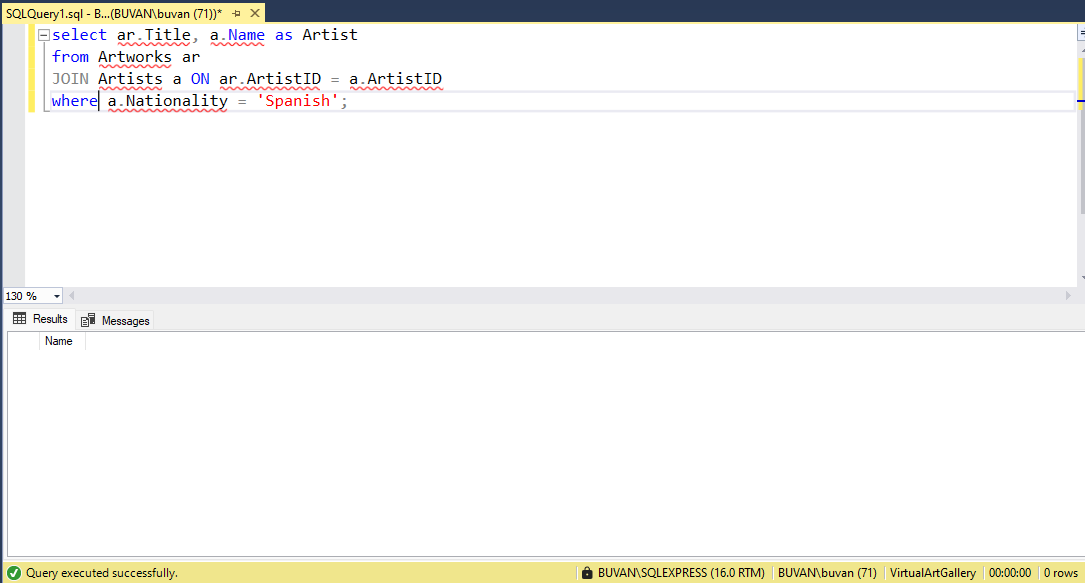 SQLQuery1.sql - B...(BUVAN\buvan (71))*
select ar.Title, a.Name as Artist
from Artworks ar
JOIN Artists a ON ar.ArtistID = a.ArtistID
where a.Nationality = 'Spanish';
130 %
Results Messages
Name
Query executed successfully. BUVAN\SQLEXPRESS (16.0 RTM) BUVAN\buvan (71) VirtualArtGallery 00:00:00 0 rows